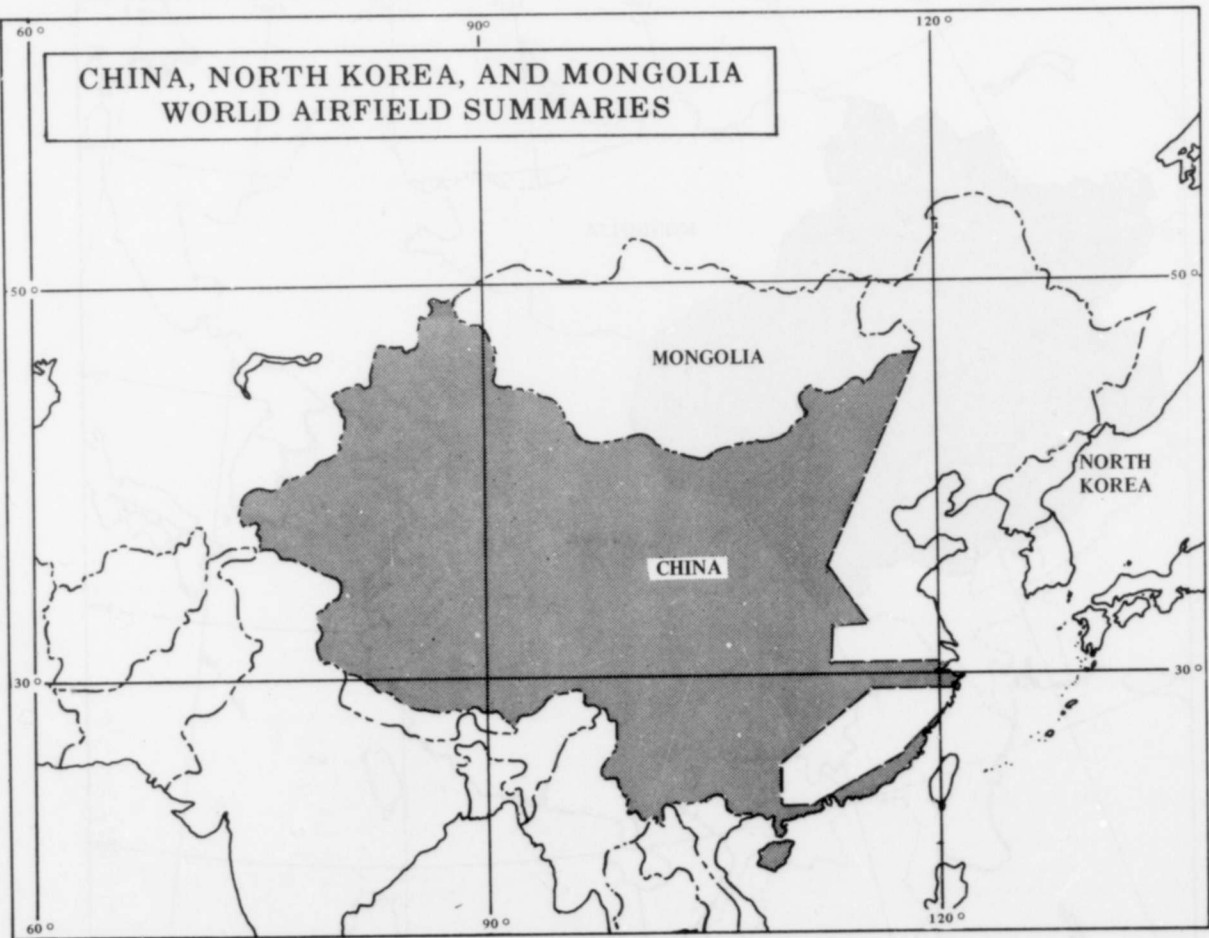 60° 90° 120°
CHINA, NORTH KOREA, AND MONGOLIA
WORLD AIRFIELD SUMMARIES
50° 50°
MONGOLIA
NORTH
KOREA
CHINA
30° 30°
60° 90° 120°